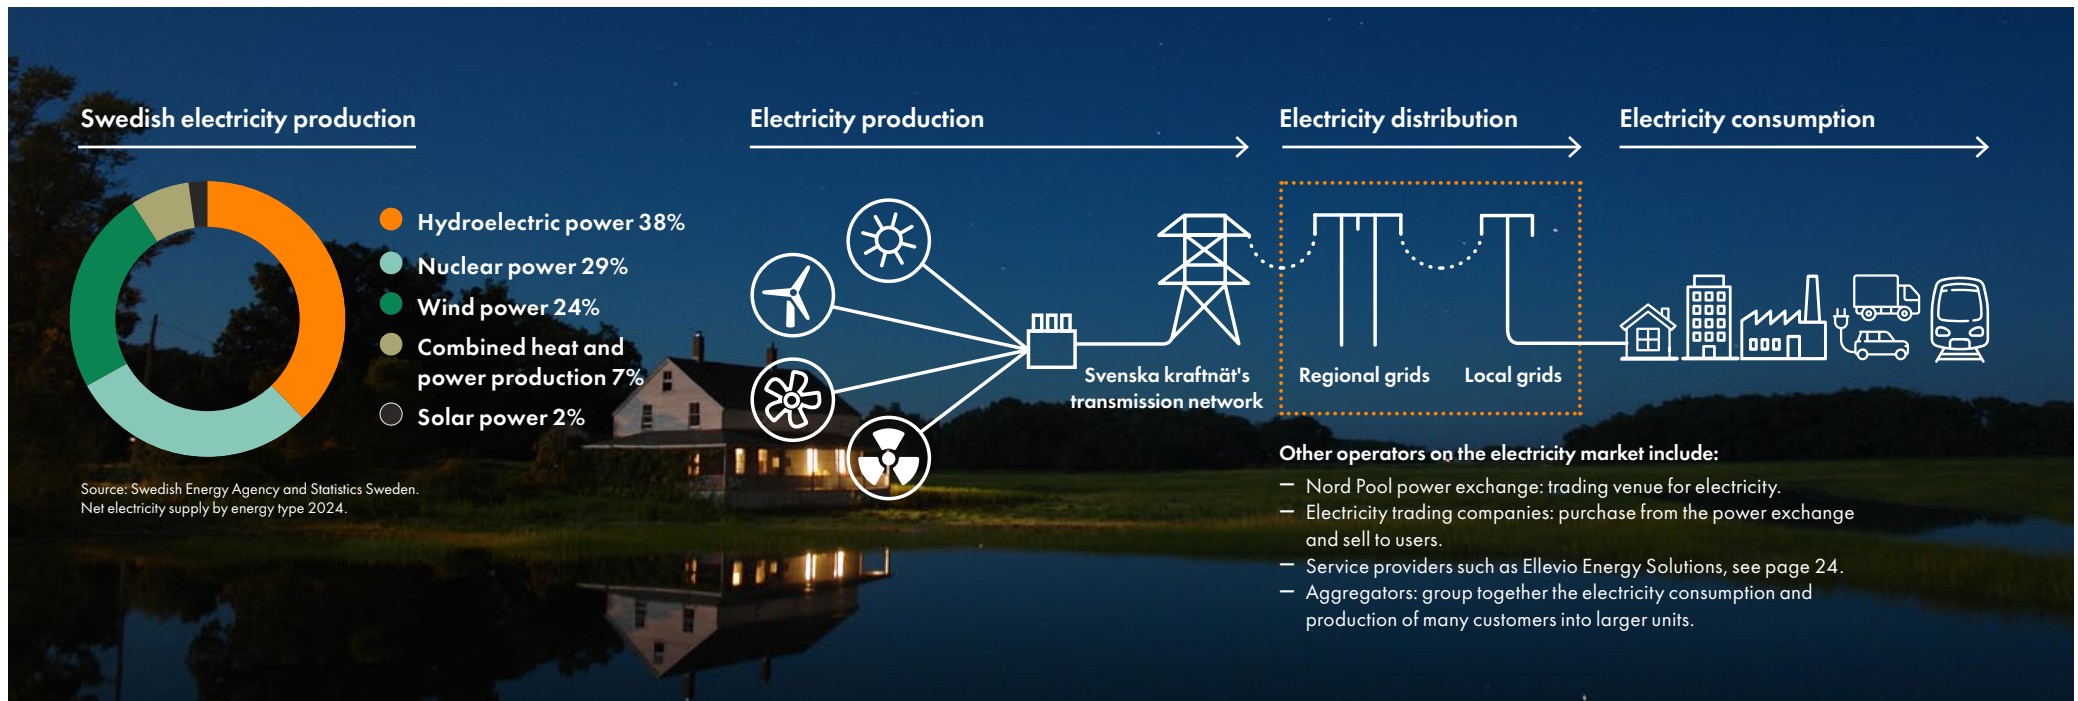 Swedish electricity production
Hydroelectric power 38%
Nuclear power 29%
Wind power 24%
Combined heat and
power production 7%
Solar power 2%
Source: Swedish Energy Agency and Statistics Sweden.
Net electricity supply by energy type 2024.
Electricity production
Svenska kraftnät's
transmission network
Electricity distribution
Regional grids
Local grids
Electricity consumption
Other operators on the electricity market include:
— Nord Pool power exchange: trading venue for electricity.
— Electricity trading companies: purchase from the power exchange
and sell to users.
— Service providers such as Ellevio Energy Solutions, see page 24.
— Aggregators: group together the electricity consumption and
production of many customers into larger units.